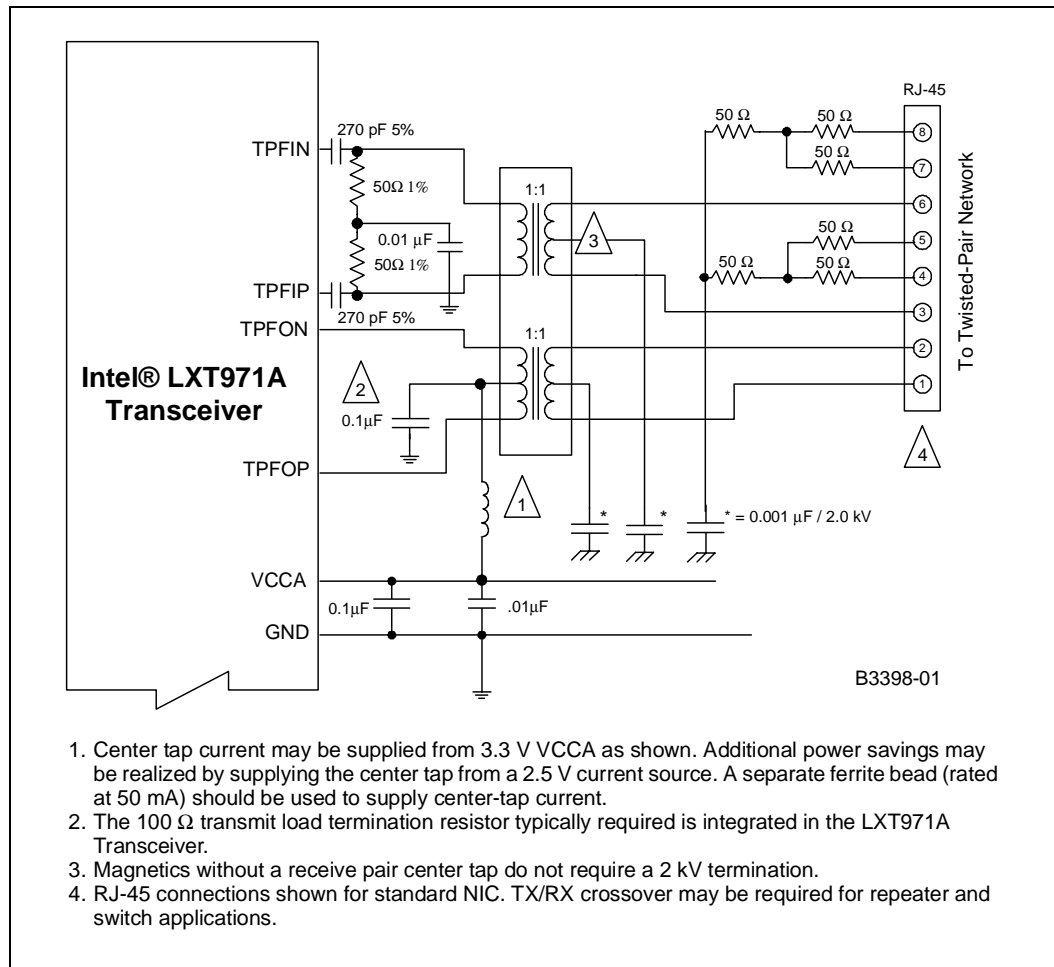 RJ-45
50 Ω
50 Ω
8
270 pF 5%
TPFIN
50 Ω
7
50Ω 1%
1:1
6
50 Ω
3
5
0.01 µF
50 Ω
50 Ω
4
50Ω 1%
TPFIP
3
270 pF 5%
TPFON
1:1
2
To Twisted-Pair Network
Intel® LXT971A
Transceiver
2
1
0.1µF
4
TPFOP
1
*
*
* = 0.001 µF / 2.0 kV
VCCA
0.1µF
.01µF
GND
B3398-01
1. Center tap current may be supplied from 3.3 V VCCA as shown. Additional power savings may
be realized by supplying the center tap from a 2.5 V current source. A separate ferrite bead (rated
at 50 mA) should be used to supply center-tap current.
2. The 100 Ω transmit load termination resistor typically required is integrated in the LXT971A
Transceiver.
3. Magnetics without a receive pair center tap do not require a 2 kV termination.
4. RJ-45 connections shown for standard NIC. TX/RX crossover may be required for repeater and
switch applications.